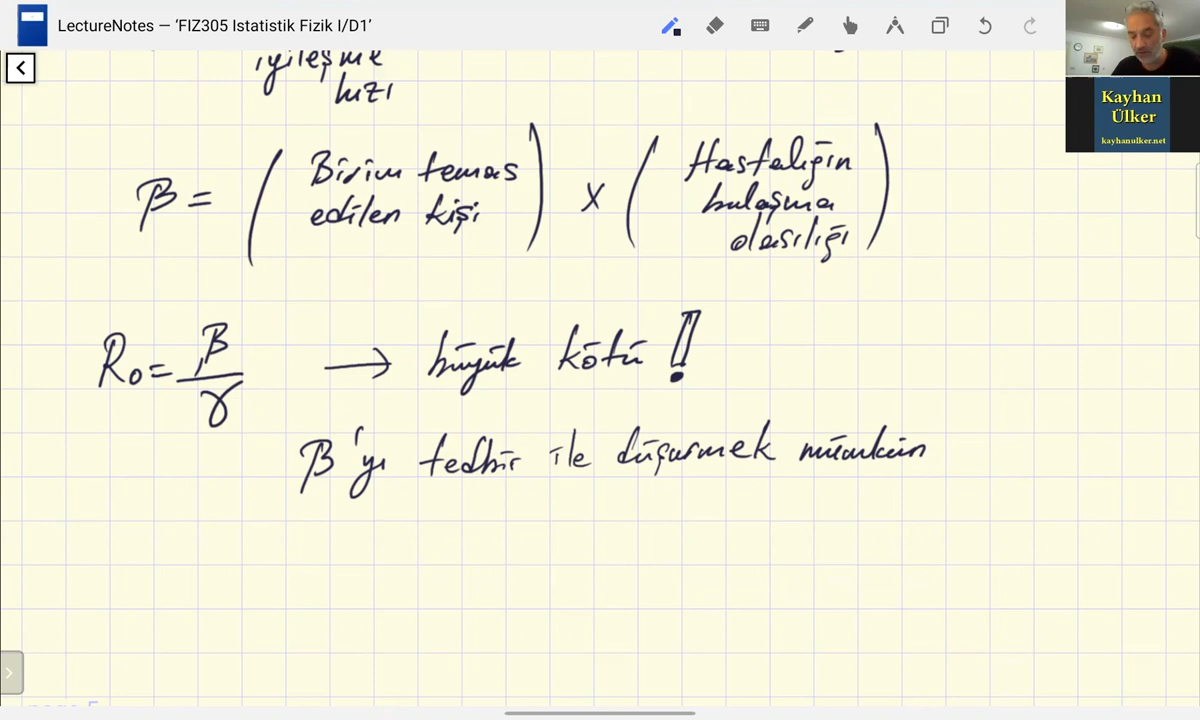 LectureNotes — ‘FIZ305 Istatistik Fizik I/D1’
Kayhan
Ülker
kayhanulker.net
iyileşme
hızı
β = ( Birim temas edilen kişi ) x ( Hastalığın bulaşma olasılığı )
R0 = β/γ → büyük kötü !!
β'yı tedbir ile düşürmek mümkün